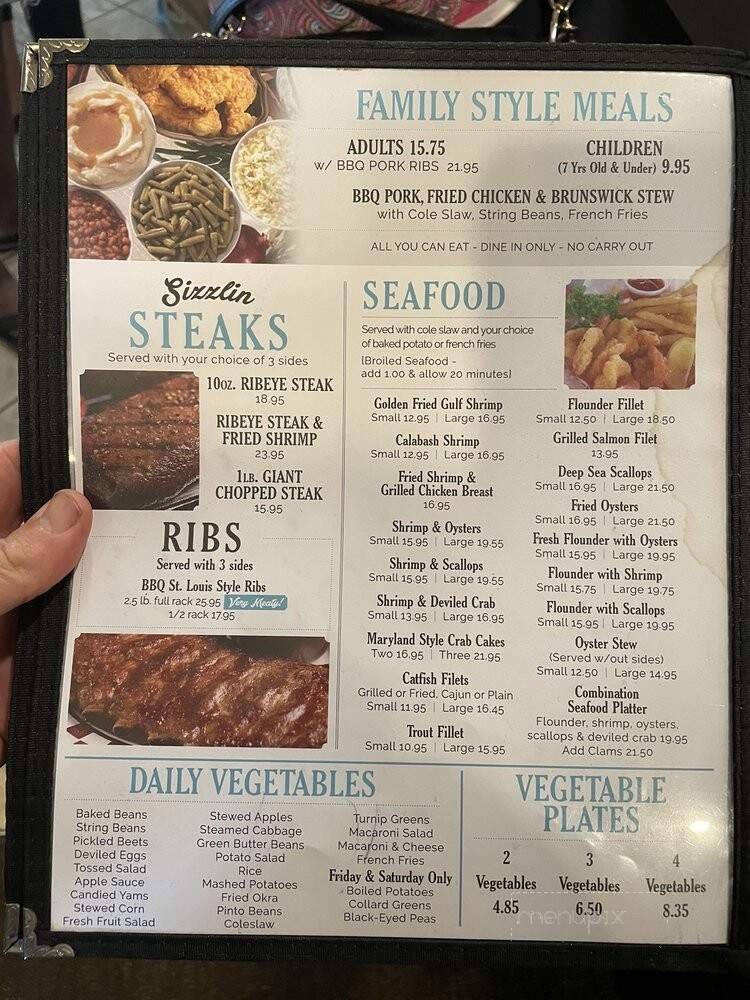 FAMILY STYLE MEALS
ADULTS 15.75
w/ BBQ PORK RIBS 21.95
CHILDREN
(7 Yrs Old & Under) 9.95
BBQ PORK, FRIED CHICKEN & BRUNSWICK STEW
with Cole Slaw, String Beans, French Fries
ALL YOU CAN EAT - DINE IN ONLY - NO CARRY OUT
Sizzlin
STEAKS
Served with your choice of 3 sides
10oz. RIBEYE STEAK
18.95
RIBEYE STEAK &
FRIED SHRIMP
23.95
1LB. GIANT
CHOPPED STEAK
15.95
RIBS
Served with 3 sides
BBQ St. Louis Style Ribs
2.5 lb. full rack 25.95 Very Meaty!
1/2 rack 17.95
SEAFOOD
Served with cole slaw and your choice
of baked potato or french fries
[Broiled Seafood -
add 1.00 & allow 20 minutes}
Golden Fried Gulf Shrimp
Small 12.95 | Large 16.95
Calabash Shrimp
Small 12.95 | Large 16.95
Fried Shrimp &
Grilled Chicken Breast
16.95
Shrimp & Oysters
Small 15.95 | Large 19.55
Shrimp & Scallops
Small 15.95 | Large 19.55
Shrimp & Deviled Crab
Small 13.95 | Large 16.95
Maryland Style Crab Cakes
Two 16.95 | Three 21.95
Catfish Filets
Grilled or Fried, Cajun or Plain
Small 11.95 | Large 16.45
Trout Fillet
Small 10.95 | Large 15.95
Flounder Fillet
Small 12.50 | Large 18.50
Grilled Salmon Filet
13.95
Deep Sea Scallops
Small 16.95 | Large 21.50
Fried Oysters
Small 16.95 | Large 21.50
Fresh Flounder with Oysters
Small 15.95 | Large 19.95
Flounder with Shrimp
Small 15.75 | Large 19.75
Flounder with Scallops
Small 15.95 | Large 19.95
Oyster Stew
(Served w/out sides)
Small 12.50 | Large 14.95
Combination
Seafood Platter
Flounder, shrimp, oysters,
scallops & deviled crab 19.95
Add Clams 21.50
DAILY VEGETABLES
Baked Beans
String Beans
Pickled Beets
Deviled Eggs
Tossed Salad
Apple Sauce
Candied Yams
Stewed Corn
Fresh Fruit Salad
Stewed Apples
Steamed Cabbage
Green Butter Beans
Potato Salad
Rice
Mashed Potatoes
Fried Okra
Pinto Beans
Coleslaw
Turnip Greens
Macaroni Salad
Macaroni & Cheese
French Fries
Friday & Saturday Only
Boiled Potatoes
Collard Greens
Black-Eyed Peas
VEGETABLE
PLATES
2
Vegetables
4.85
3
Vegetables
6.50
4
Vegetables
8.35
menupix